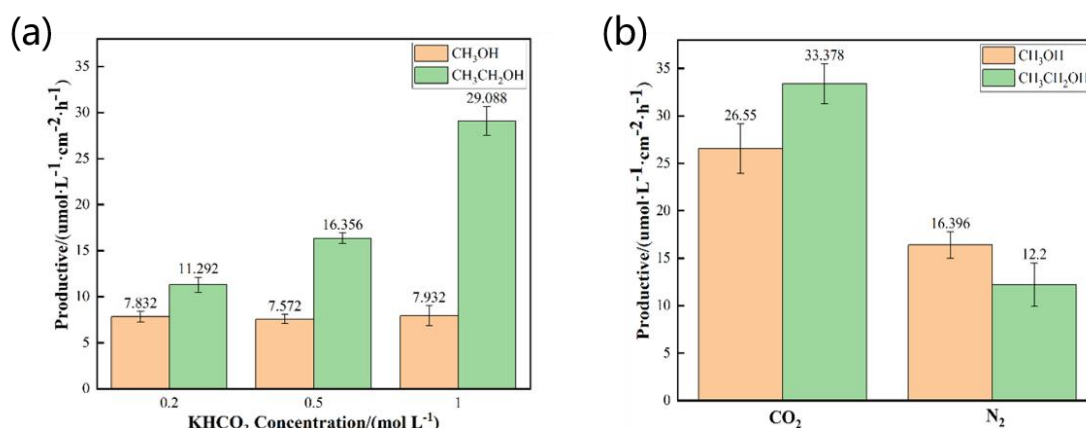 (a)
CH₃OH
CH₃CH₂OH
Productive/(umol·L⁻¹·cm⁻²·h⁻¹)
35
30
25
20
15
10
5
0
7.832
11.292
7.572
16.356
7.932
29.088
0.2
0.5
1
KHCO₃ Concentration/(mol L⁻¹)
(b)
CH₃OH
CH₃CH₂OH
Productive/(umol·L⁻¹·cm⁻²·h⁻¹)
35
30
25
20
15
10
5
0
26.55
33.378
16.396
12.2
CO₂
N₂